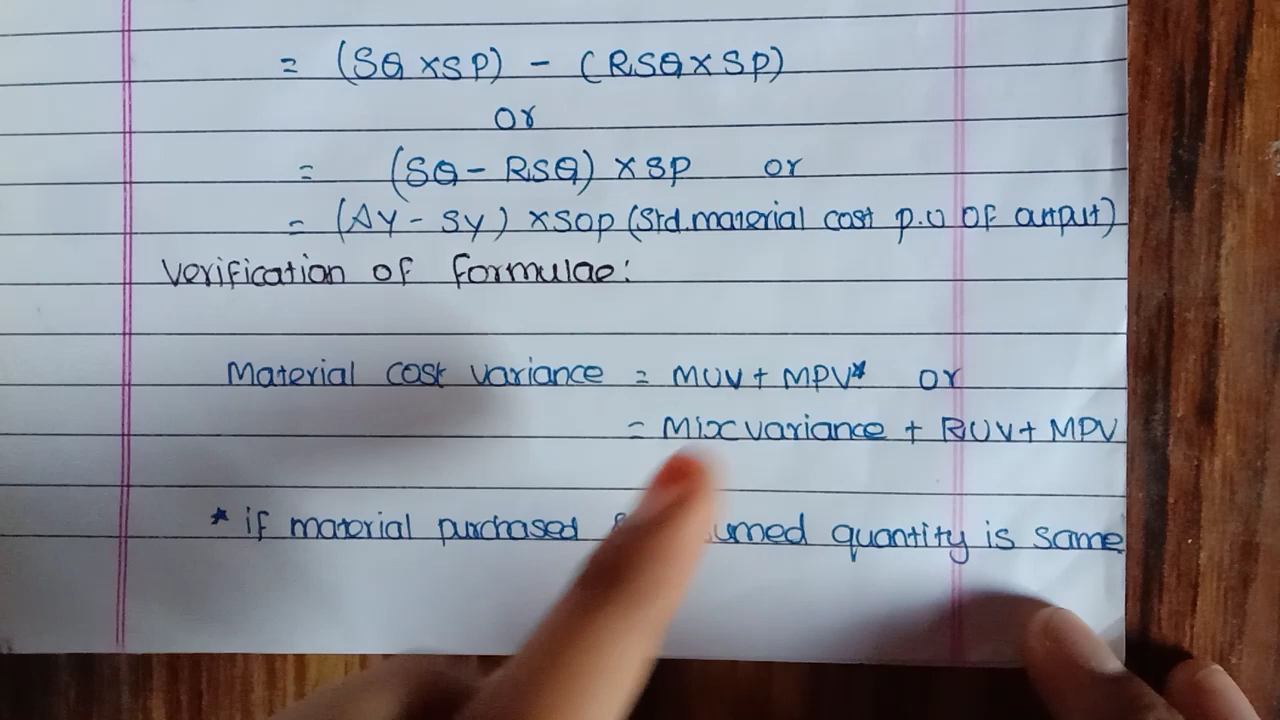 = (SQ × SP) - (RSQ × SP)
or
= (SQ - RSQ) × SP or
= (AY - SY) × SOP (Std. material cost p.u of output)
Verification of formulae:
Material cost variance = MUV + MPV* or
= Mix variance + RUV + MPV
* if material purchased quantity is same